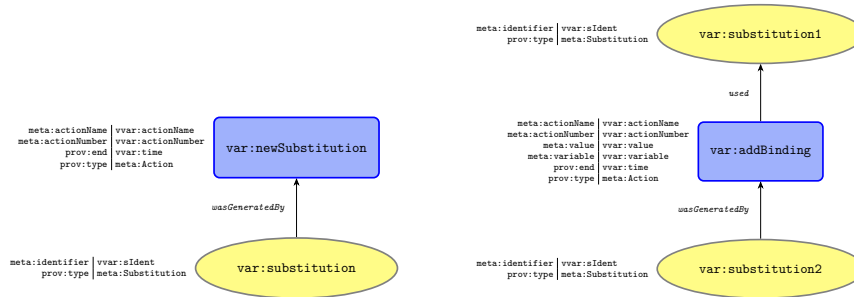 meta:actionName vvar:actionName
meta:actionNumber vvar:actionNumber
prov:end vvar:time
prov:type meta:Action
var:newSubstitution
wasGeneratedBy
meta:identifier vvar:sIdent
prov:type meta:Substitution
var:substitution
meta:identifier vvar:sIdent
prov:type meta:Substitution
var:substitution1
used
meta:actionName vvar:actionName
meta:actionNumber vvar:actionNumber
meta:value vvar:value
meta:variable vvar:variable
prov:end vvar:time
prov:type meta:Action
var:addBinding
wasGeneratedBy
meta:identifier vvar:sIdent
prov:type meta:Substitution
var:substitution2